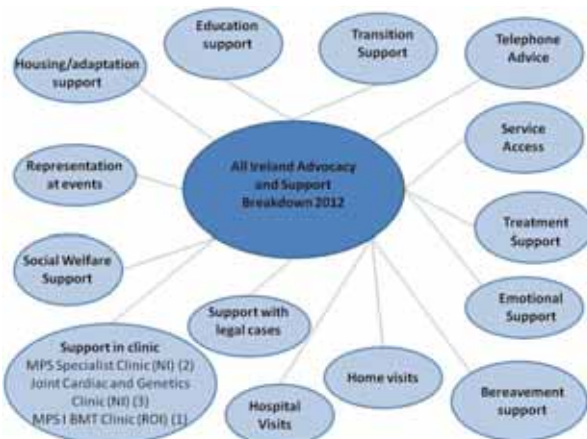 Education
support
Transition
Support
Telephone
Advice
Housing/adaptation
support
Service
Access
All Ireland Advocacy
and Support
Breakdown 2012
Representation
at events
Treatment
Support
Social Welfare
Support
Emotional
Support
Support with
legal cases
Support in clinic
MPS Specialist Clinic (NI) (2)
Joint Cardiac and Genetics
Clinic (NI) (3)
MPS I BMT Clinic (ROI) (1)
Home visits
Bereavement
support
Hospital
Visits